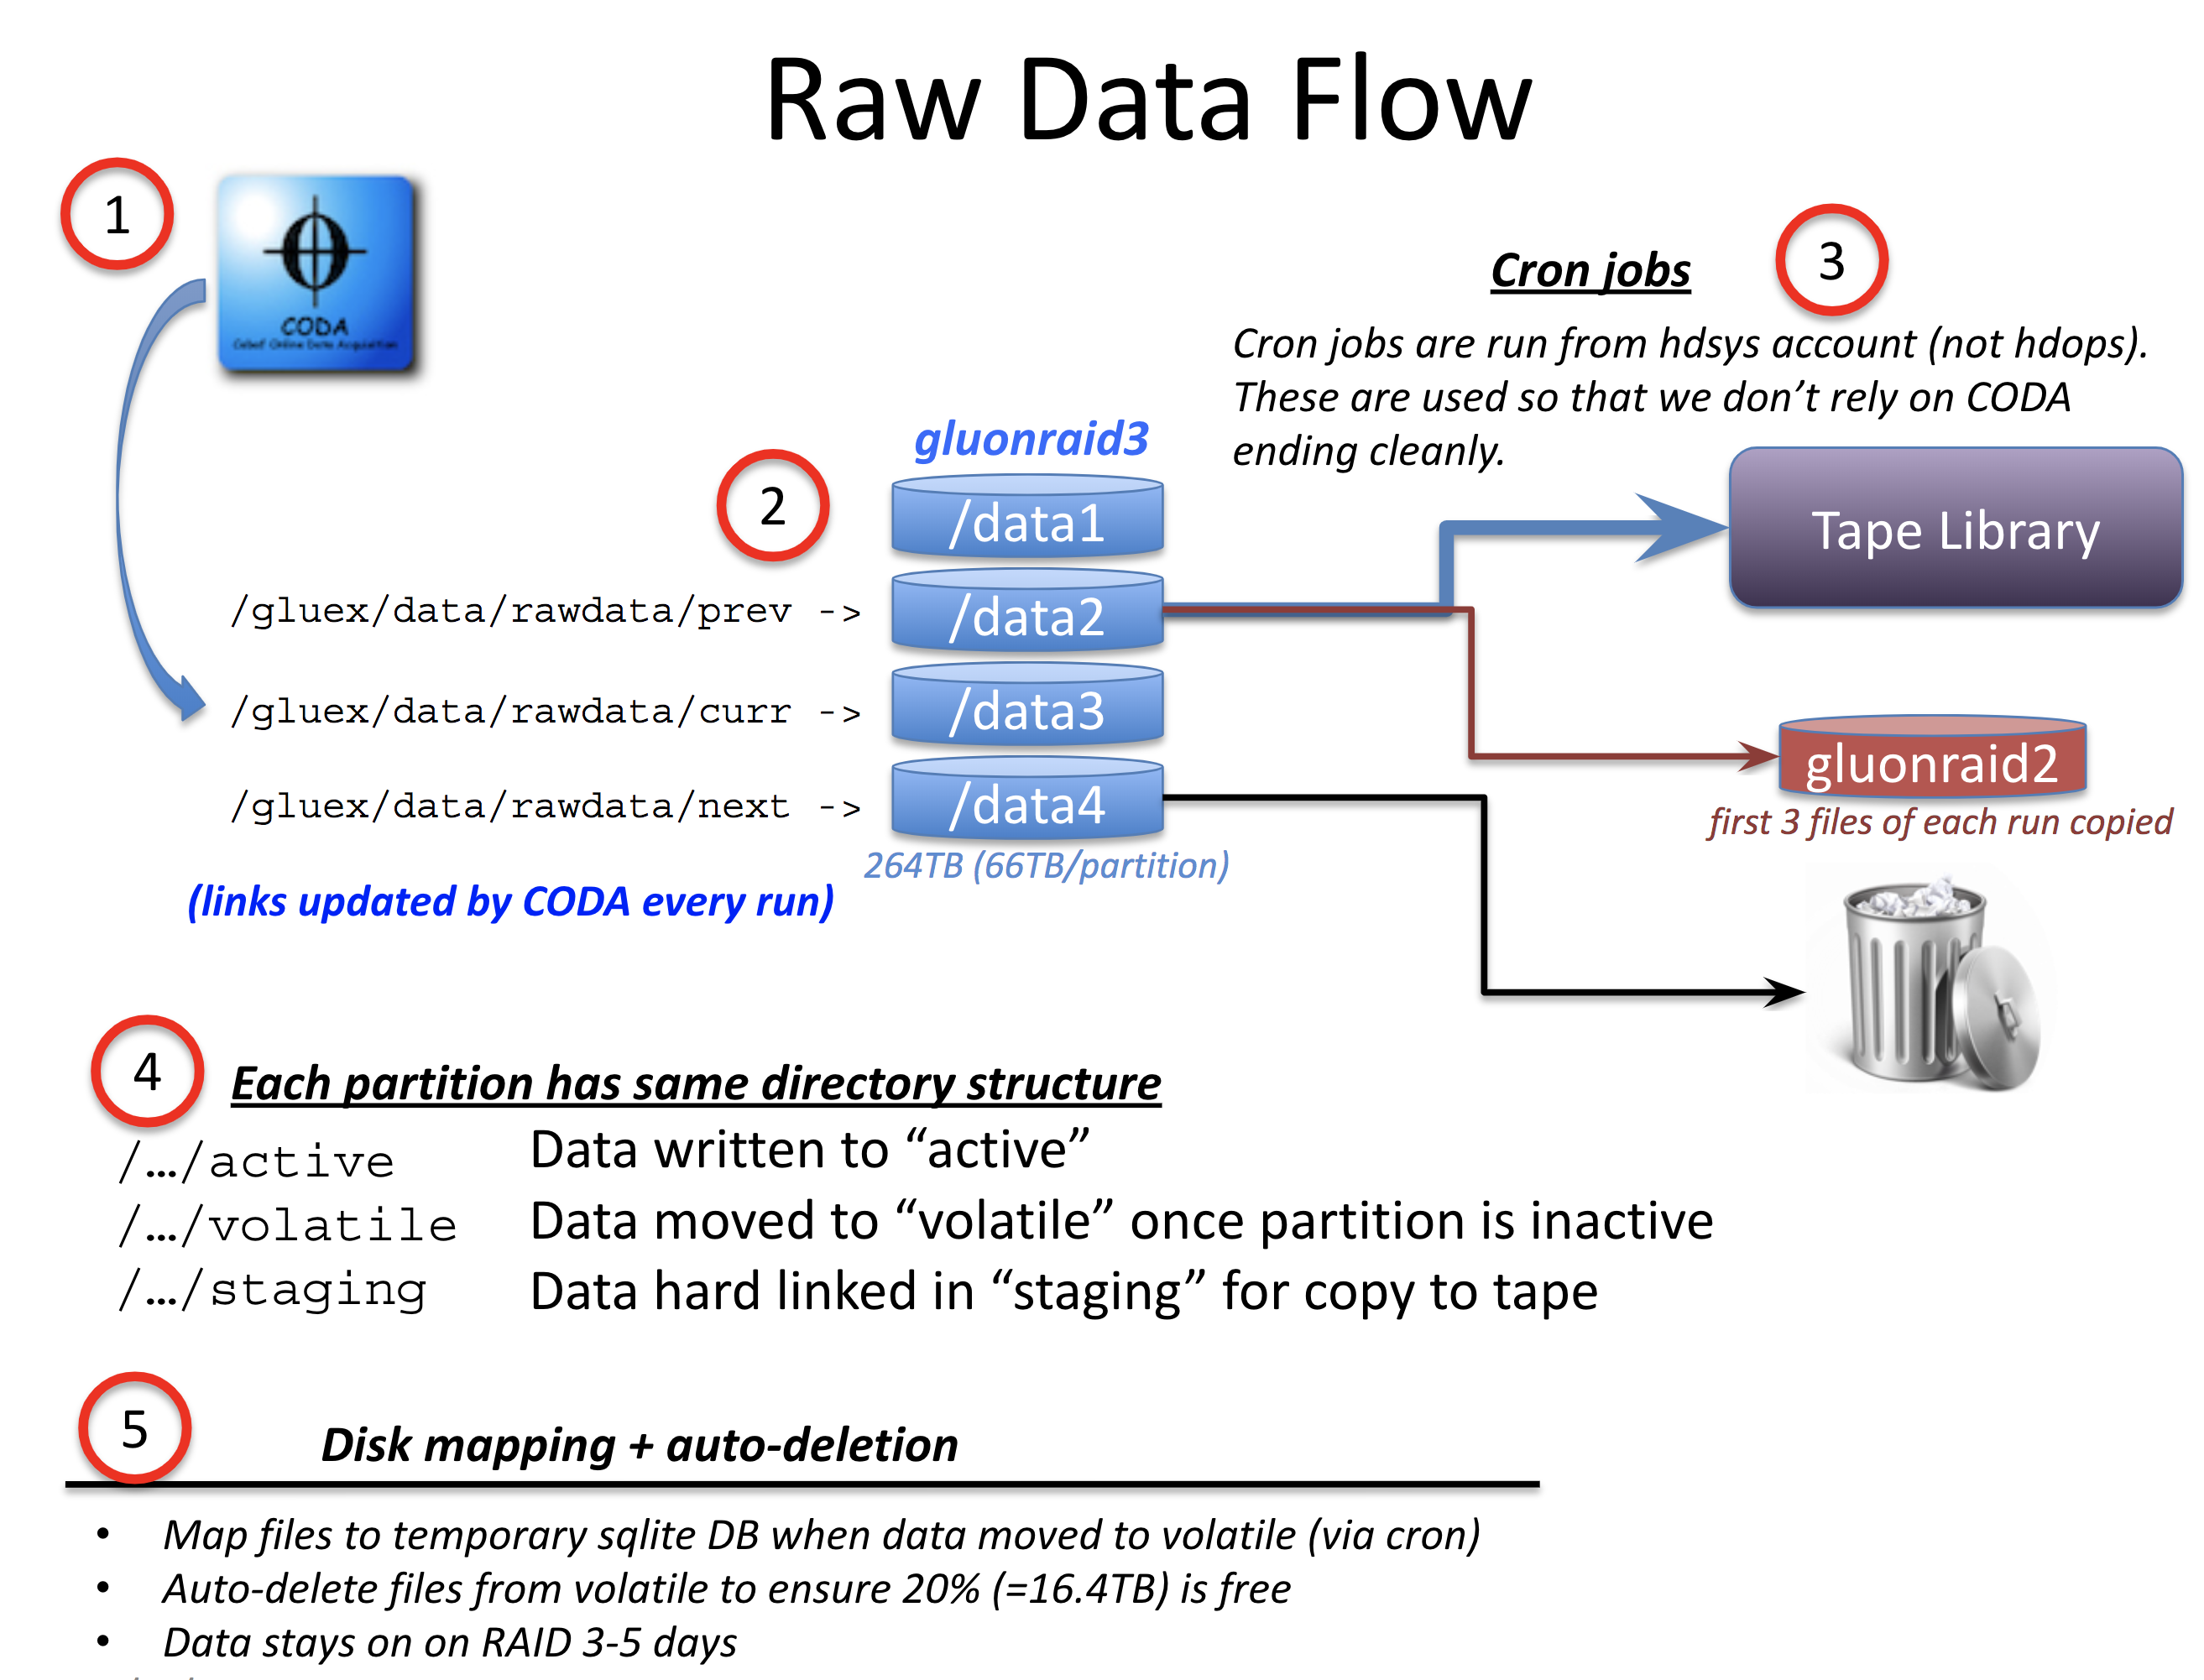 Raw Data Flow
1
CODA
Cebaf Online Data Acquisition
Cron jobs
3
Cron jobs are run from hdsys account (not hdops).
These are used so that we don’t rely on CODA
ending cleanly.
gluonraid3
2
/data1
Tape Library
/gluex/data/rawdata/prev ->
/data2
/gluex/data/rawdata/curr ->
/data3
gluonraid2
/gluex/data/rawdata/next ->
/data4
first 3 files of each run copied
264TB (66TB/partition)
(links updated by CODA every run)
4
Each partition has same directory structure
/…/active
Data written to “active”
/…/volatile
Data moved to “volatile” once partition is inactive
/…/staging
Data hard linked in “staging” for copy to tape
5
Disk mapping + auto-deletion
• Map files to temporary sqlite DB when data moved to volatile (via cron)
• Auto-delete files from volatile to ensure 20% (=16.4TB) is free
• Data stays on on RAID 3-5 days